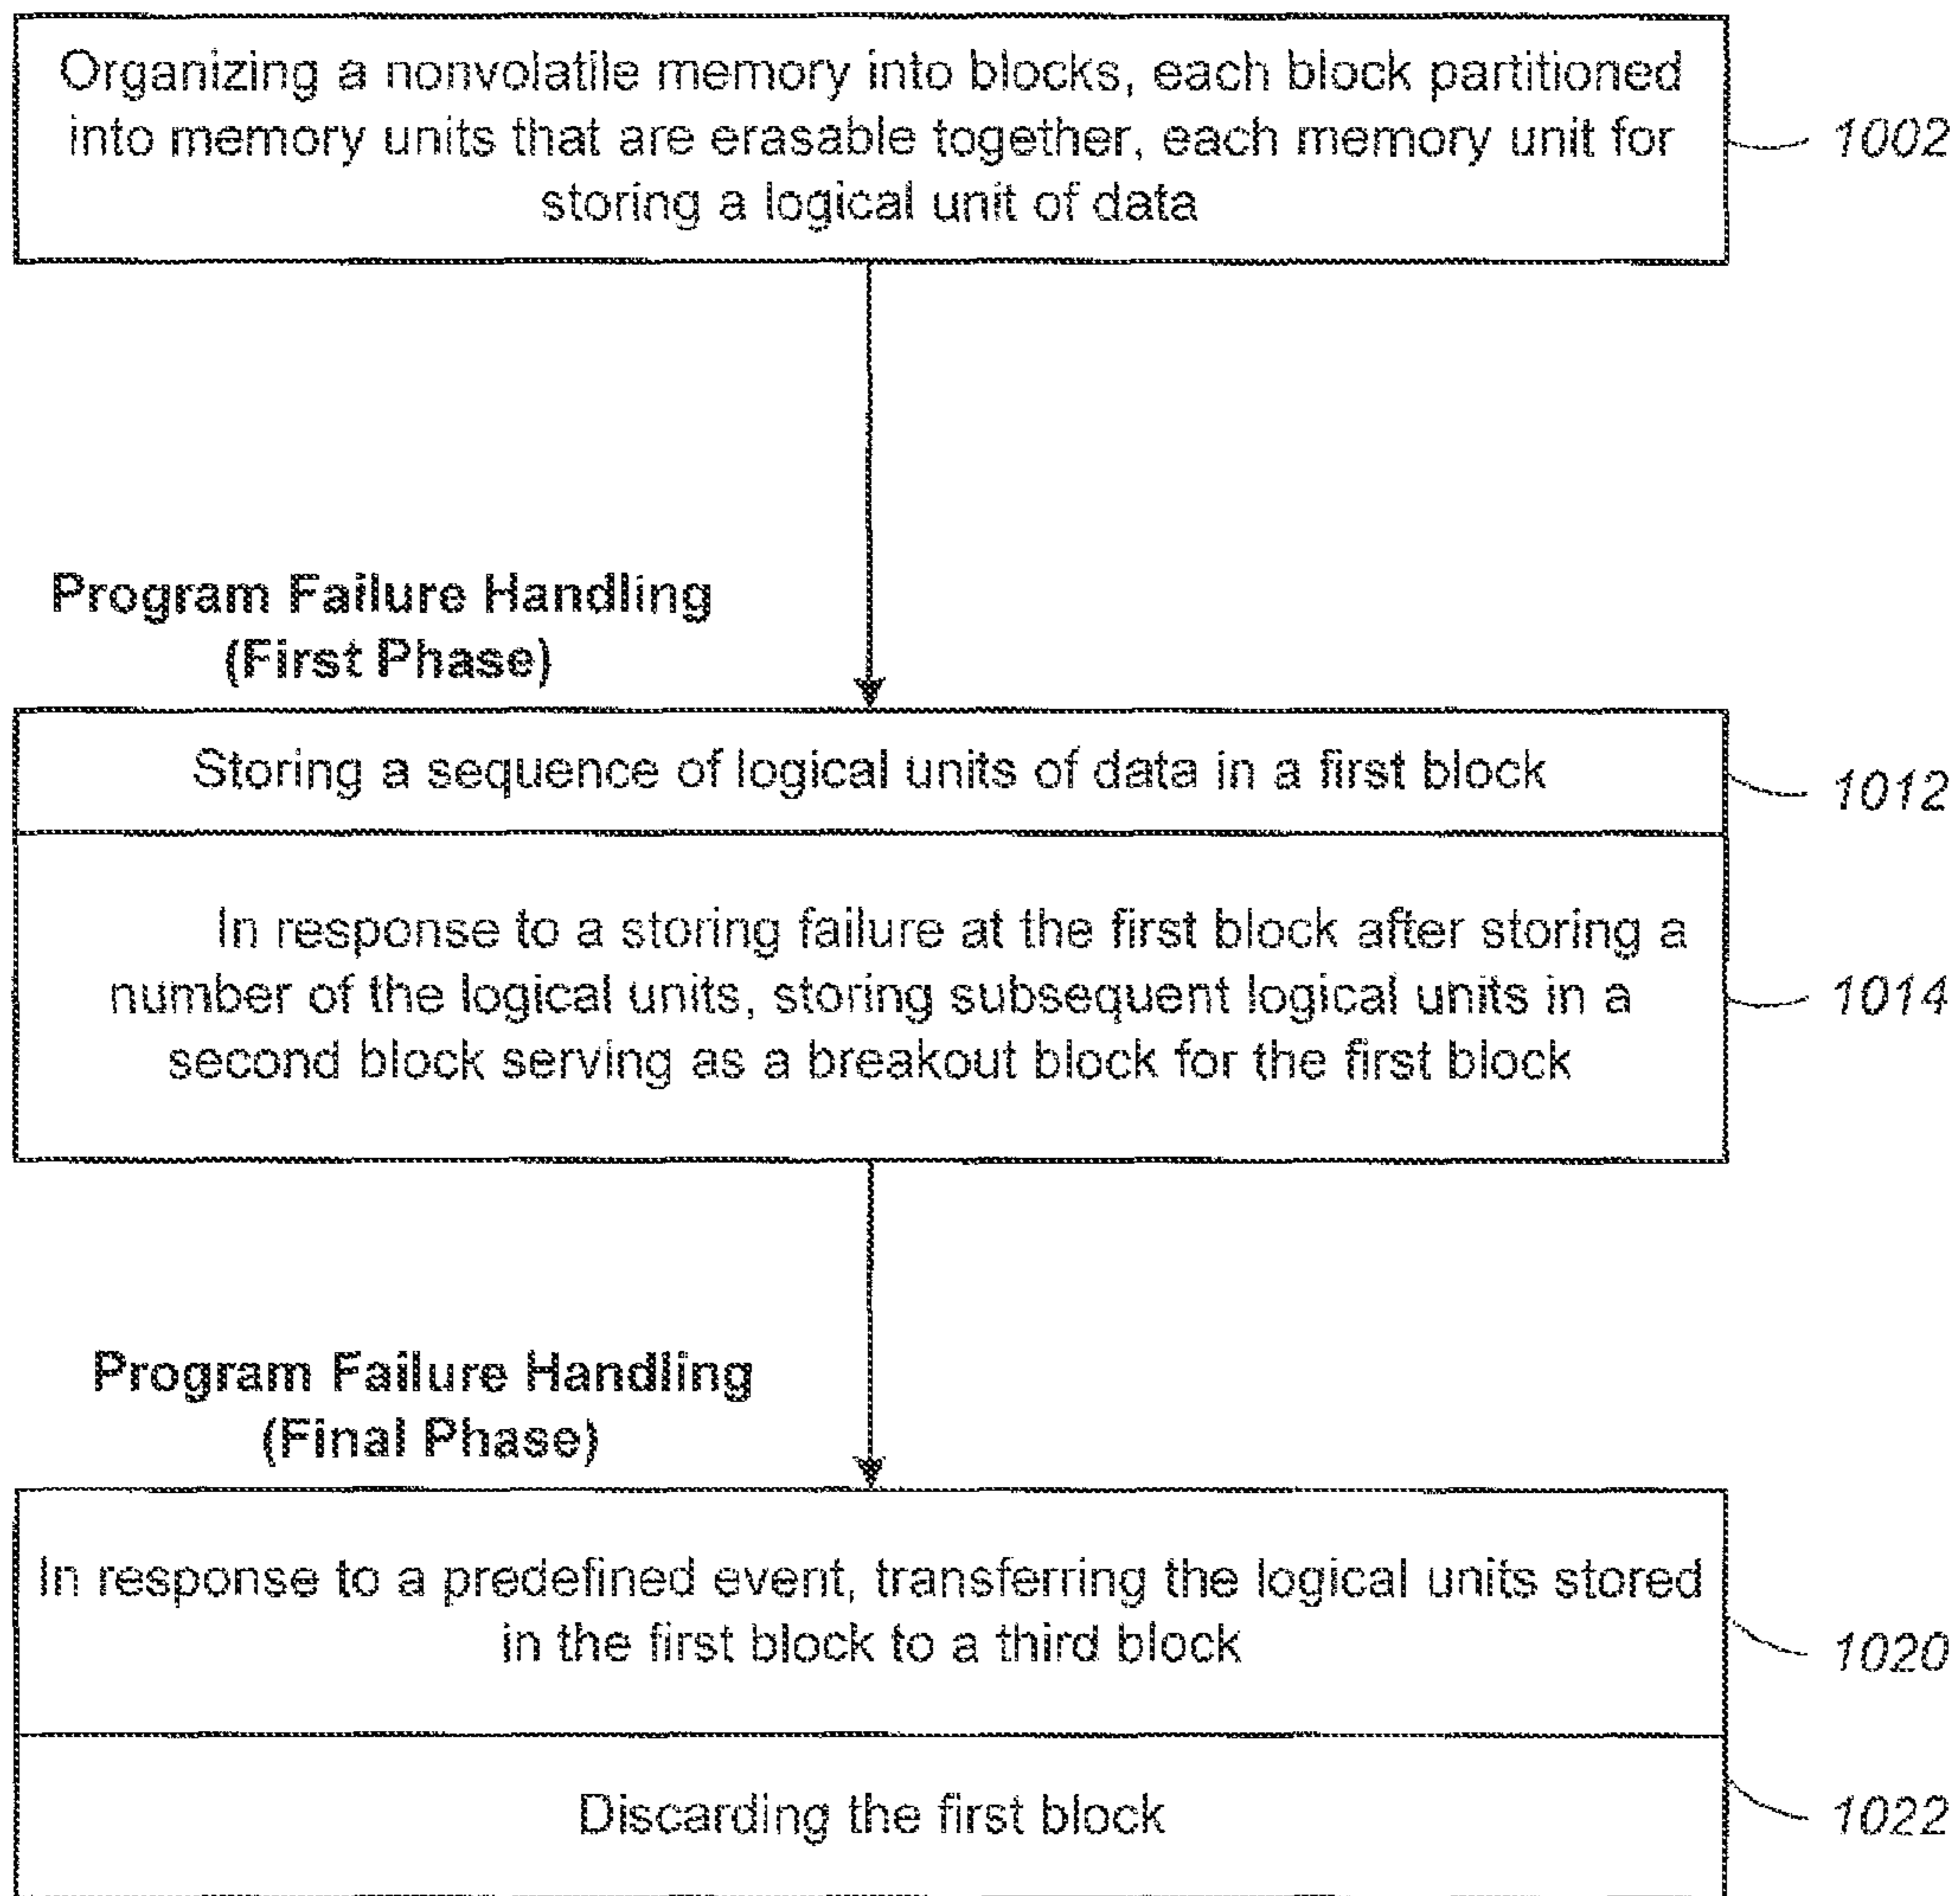 Organizing a nonvolatile memory into blocks, each block partitioned
into memory units that are erasable together, each memory unit for
storing a logical unit of data
1002
Program Failure Handling
(First Phase)
Storing a sequence of logical units of data in a first block
1012
In response to a storing failure at the first block after storing a
number of the logical units, storing subsequent logical units in a
second block serving as a breakout block for the first block
1014
Program Failure Handling
(Final Phase)
In response to a predefined event, transferring the logical units stored
in the first block to a third block
1020
Discarding the first block
1022